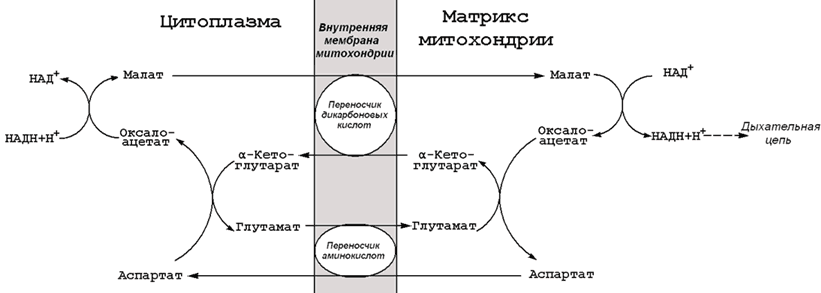 Цитоплазма
Внутренняя
мембрана
митохондрии
Матрикс
митохондрии
НАД+
Малат
Малат
НАД+
Переносчик
дикарбоновых
кислот
НАДН+Н+
Оксало-
ацетат
Оксало-
ацетат
НАДН+Н+
Дыхательная
цепь
α-Кето-
глутарат
α-Кето-
глутарат
Глутамат
Глутамат
Переносчик
аминокислот
Аспартат
Аспартат